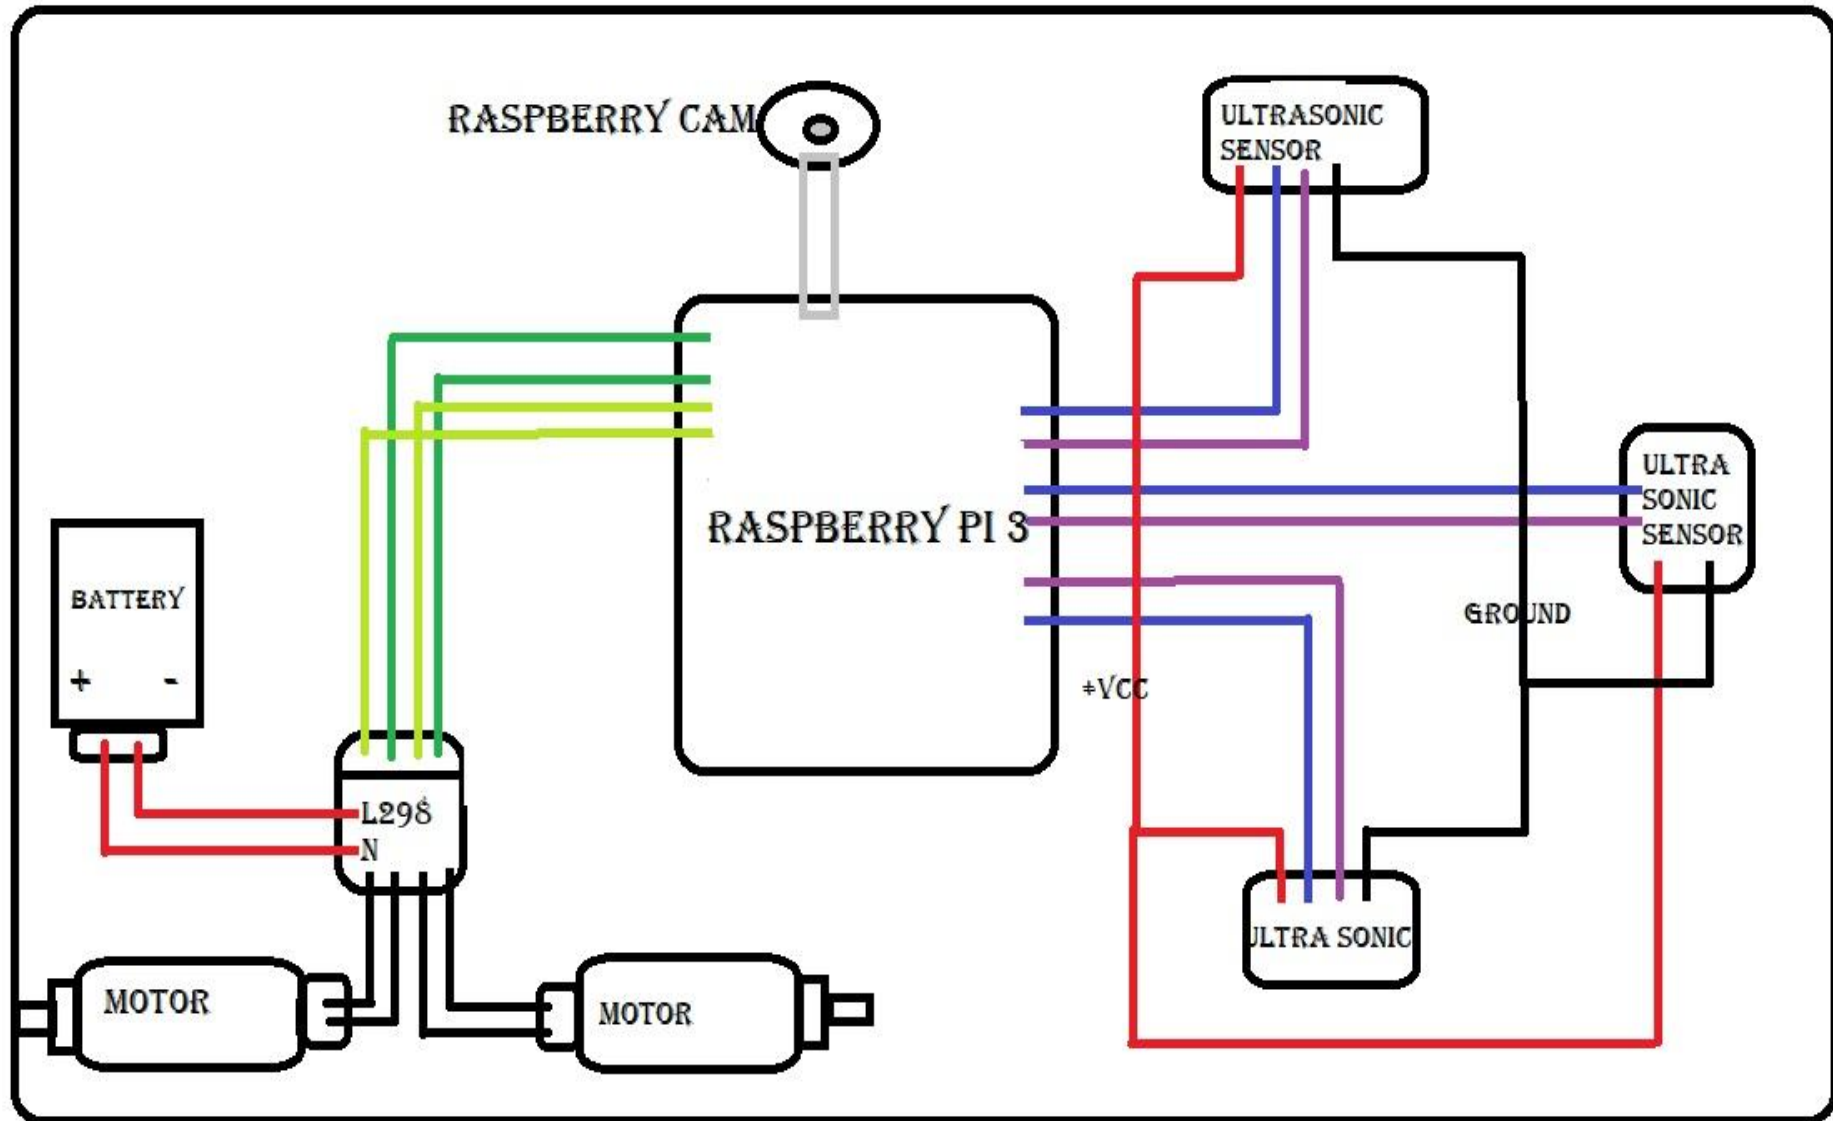 RASPBERRY CAM
ULTRASONIC
SENSOR
RASPBERRY PI 3
ULTRA
SONIC
SENSOR
BATTERY
+ -
GROUND
+VCC
L298
N
ULTRA SONIC
MOTOR
MOTOR